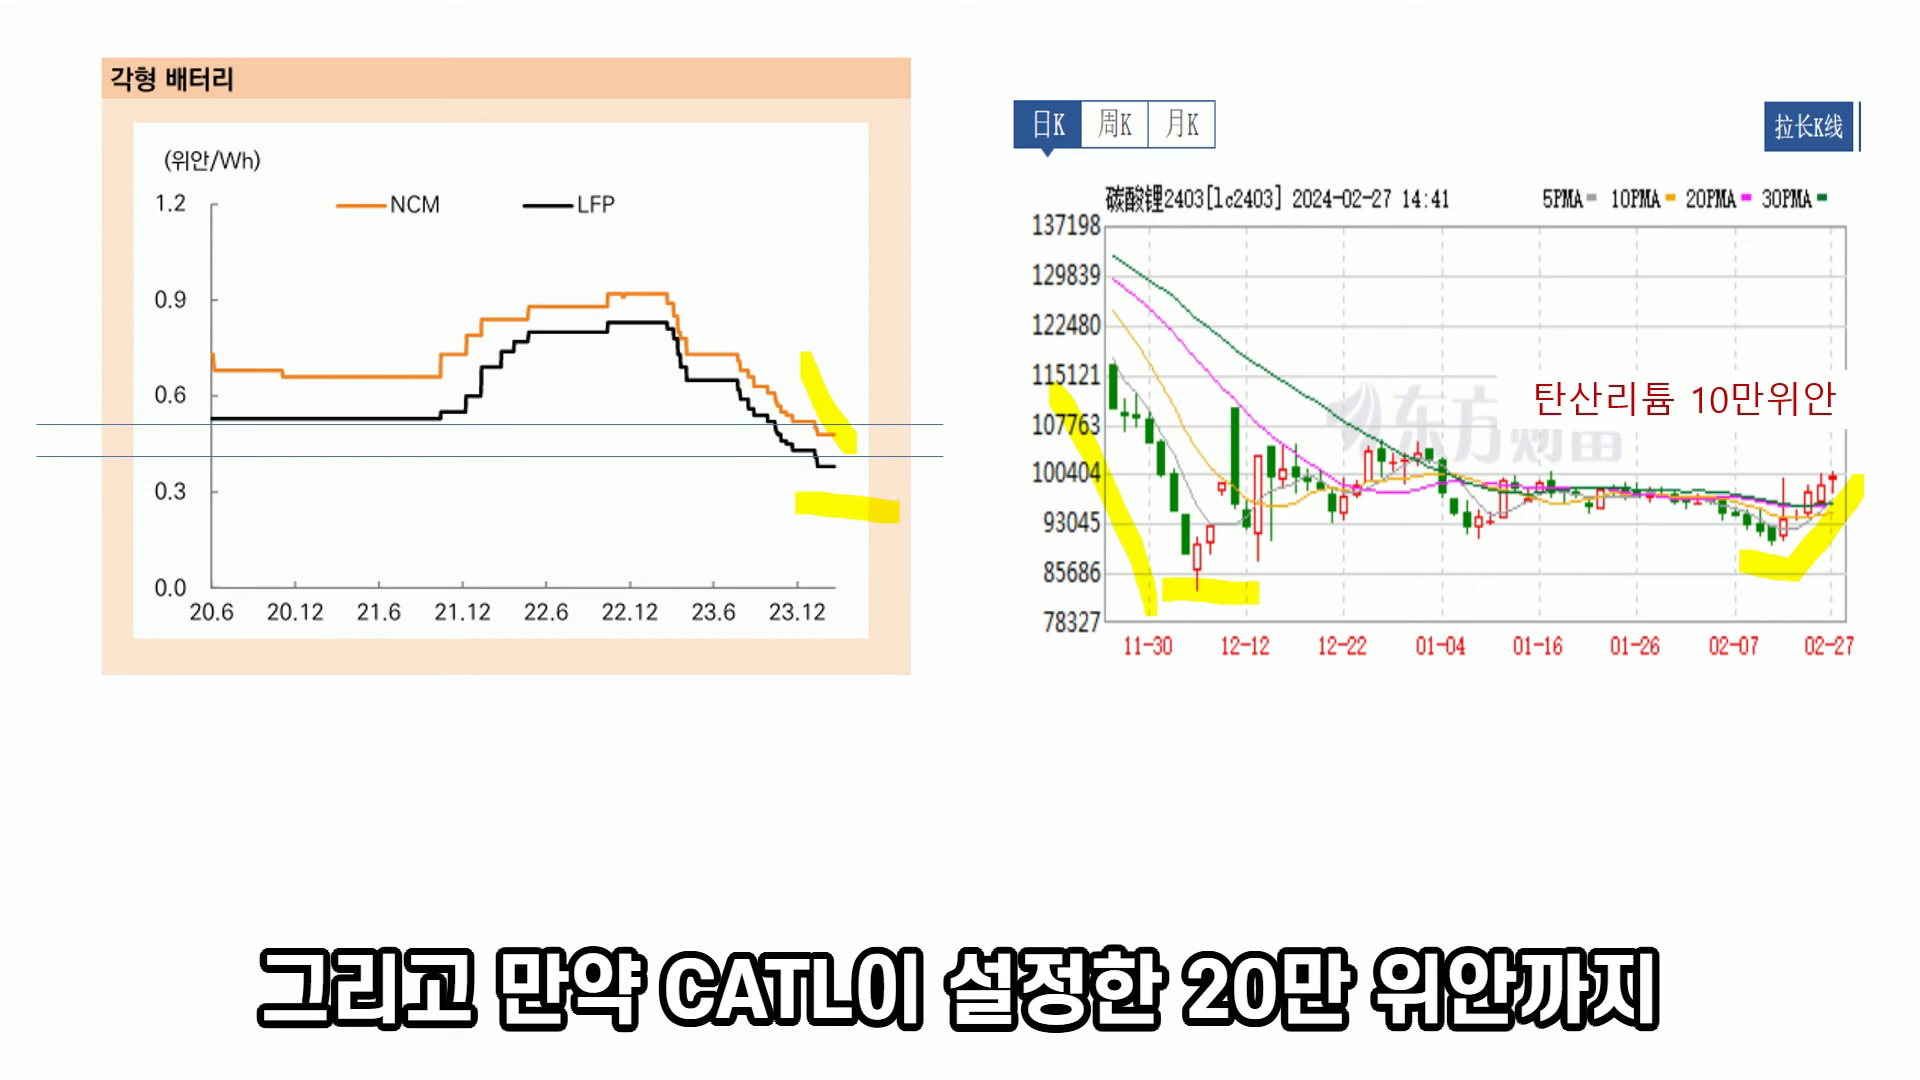 각형 배터리
(위안/Wh)
NCM
LFP
1.2
0.9
0.6
0.3
0.0
20.6 20.12 21.6 21.12 22.6 22.12 23.6 23.12
日K 周K 月K
拉长K线
碳酸锂2403[lc2403] 2024-02-27 14:41
5PMA 10PMA 20PMA 30PMA
137198
129839
122480
115121
107763
100404
93045
85686
78327
东方财富
탄산리튬 10만위안
11-30 12-12 12-22 01-04 01-16 01-26 02-07 02-27
그리고 만약 CATL이 설정한 20만 위안까지